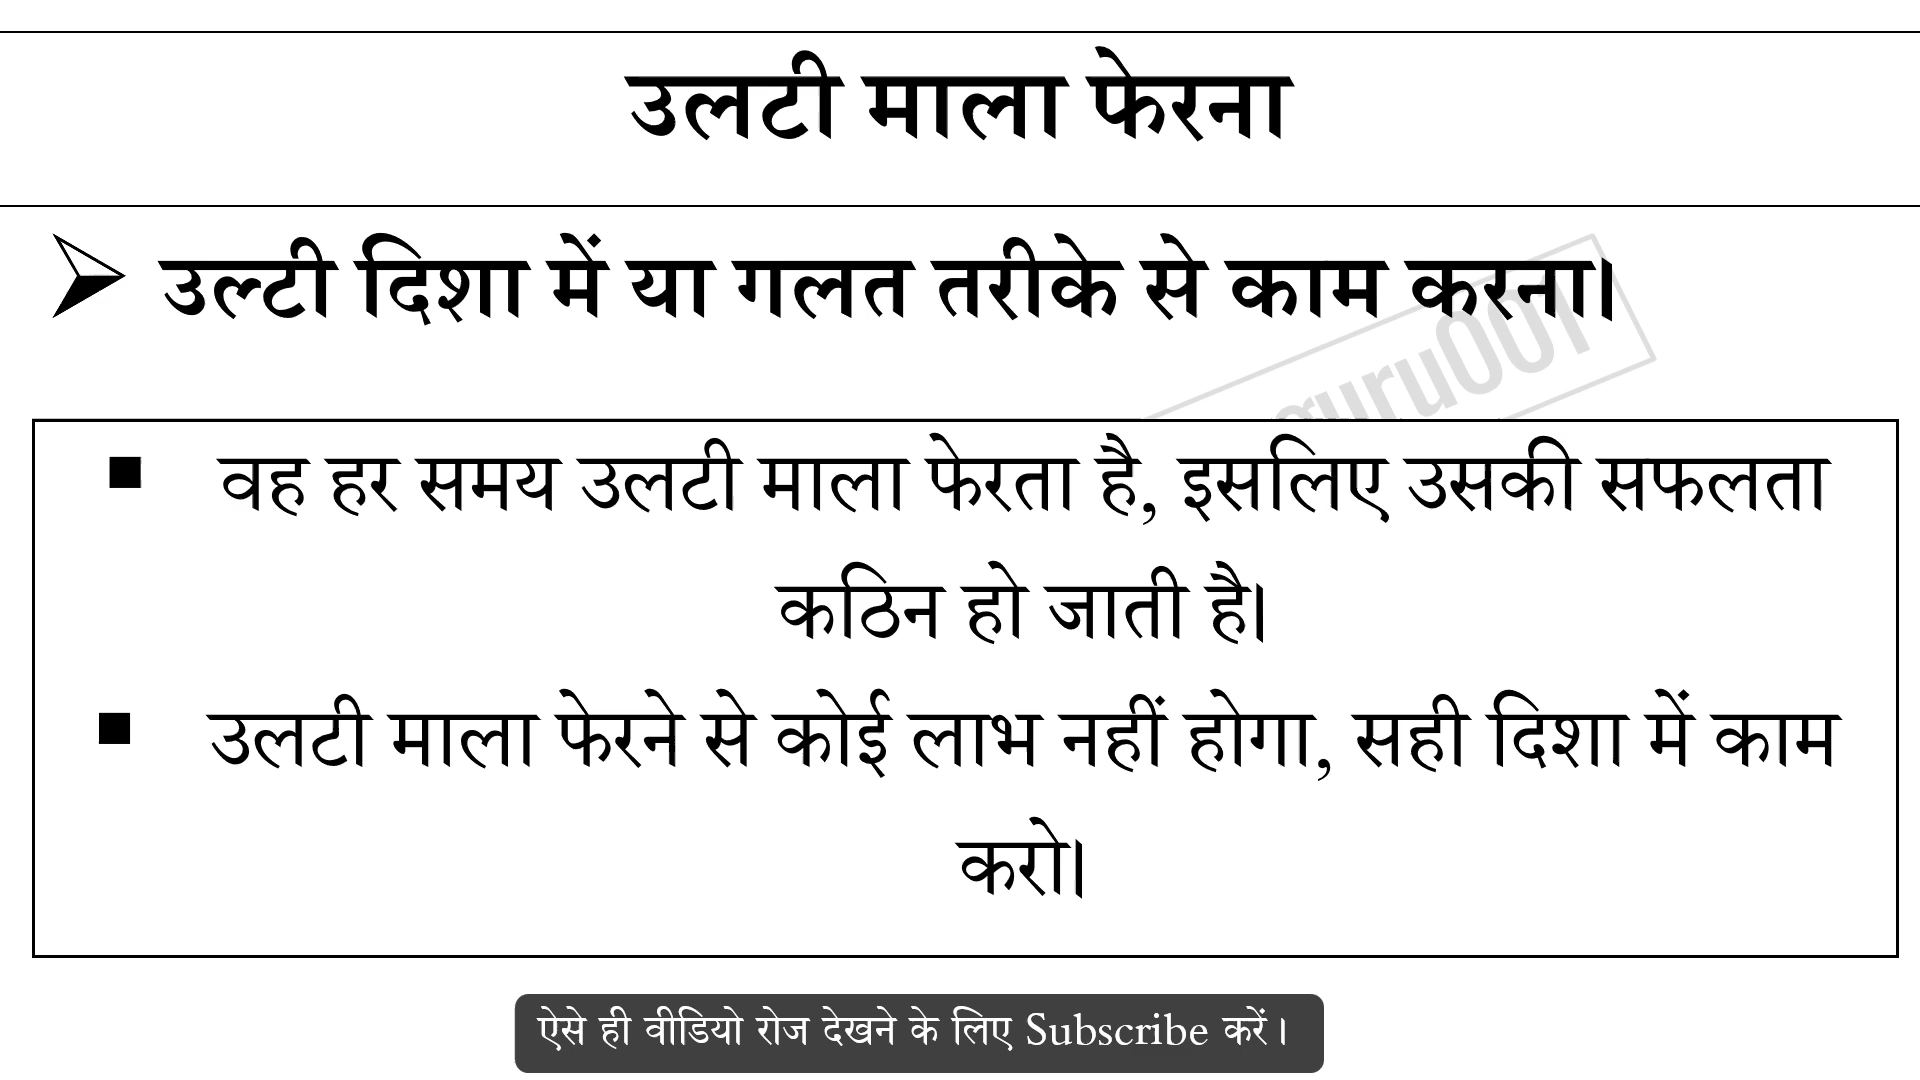 उलटी माला फेरना
उल्टी दिशा में या गलत तरीके से काम करना।
guru001
वह हर समय उलटी माला फेरता है, इसलिए उसकी सफलता
कठिन हो जाती है।
उलटी माला फेरने से कोई लाभ नहीं होगा, सही दिशा में काम
करो।
ऐसे ही वीडियो रोज देखने के लिए Subscribe करें।